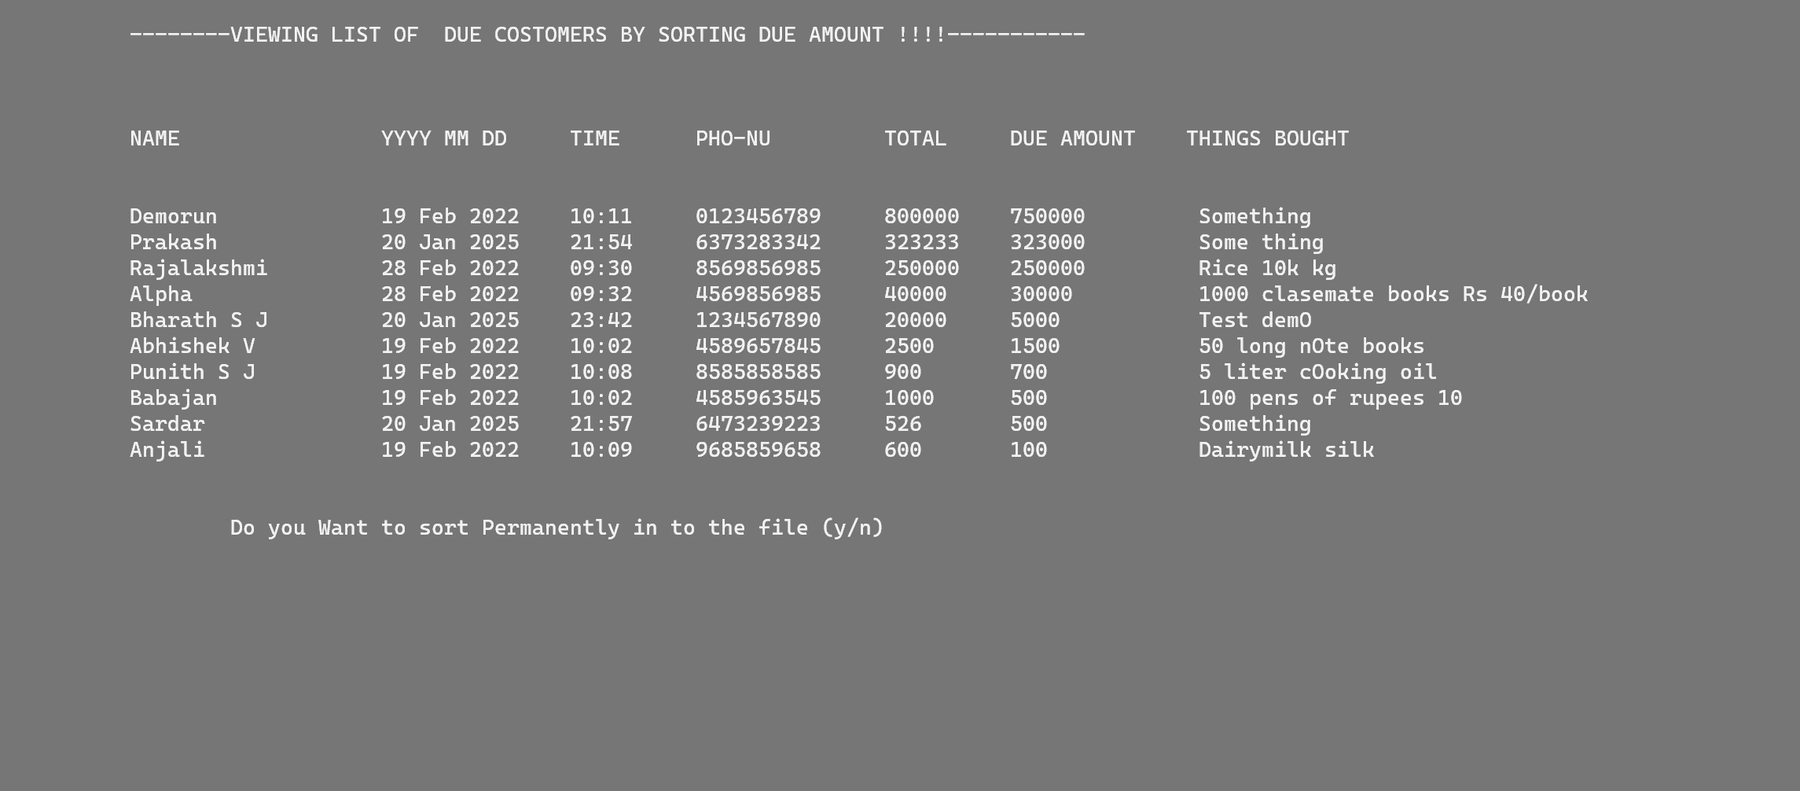 --------VIEWING LIST OF  DUE COSTOMERS BY SORTING DUE AMOUNT !!!!-----------
NAME                YYYY MM DD     TIME      PHO-NU         TOTAL     DUE AMOUNT    THINGS BOUGHT
Demorun             19 Feb 2022    10:11     0123456789     800000    750000         Something
Prakash             20 Jan 2025    21:54     6373283342     323233    323000         Some thing
Rajalakshmi         28 Feb 2022    09:30     8569856985     250000    250000         Rice 10k kg
Alpha               28 Feb 2022    09:32     4569856985     40000     30000          1000 clasemate books Rs 40/book
Bharath S J         20 Jan 2025    23:42     1234567890     20000     5000           Test demO
Abhishek V          19 Feb 2022    10:02     4589657845     2500      1500           50 long nOte books
Punith S J          19 Feb 2022    10:08     8585858585     900       700            5 liter cOoking oil
Babajan             19 Feb 2022    10:02     4585963545     1000      500            100 pens of rupees 10
Sardar              20 Jan 2025    21:57     6473239223     526       500            Something
Anjali              19 Feb 2022    10:09     9685859658     600       100            Dairymilk silk
Do you Want to sort Permanently in to the file (y/n)